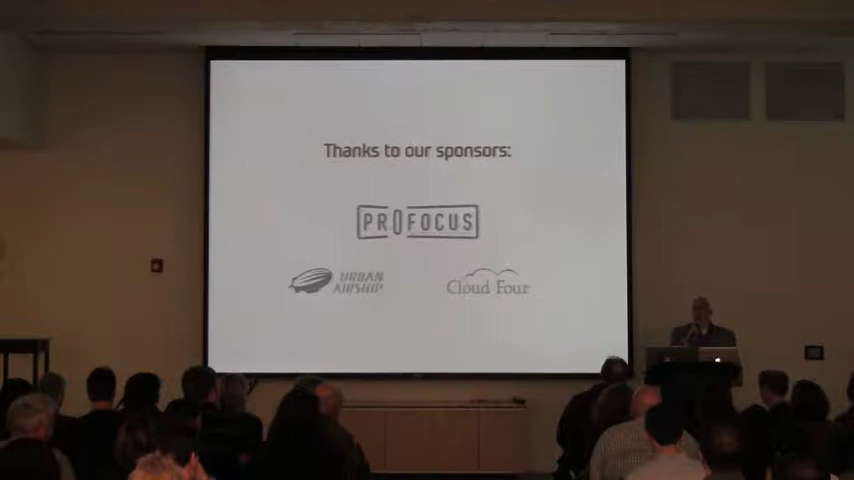 Thanks to our sponsors:
PROFOCUS
URBAN
AIRSHIP
Cloud Four